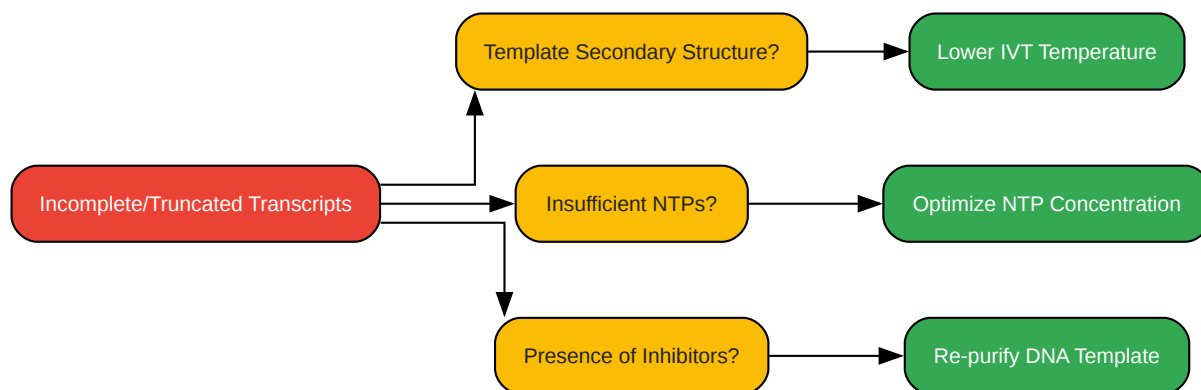 Template Secondary Structure?
Lower IVT Temperature
Incomplete/Truncated Transcripts
Insufficient NTPs?
Optimize NTP Concentration
Presence of Inhibitors?
Re-purify DNA Template